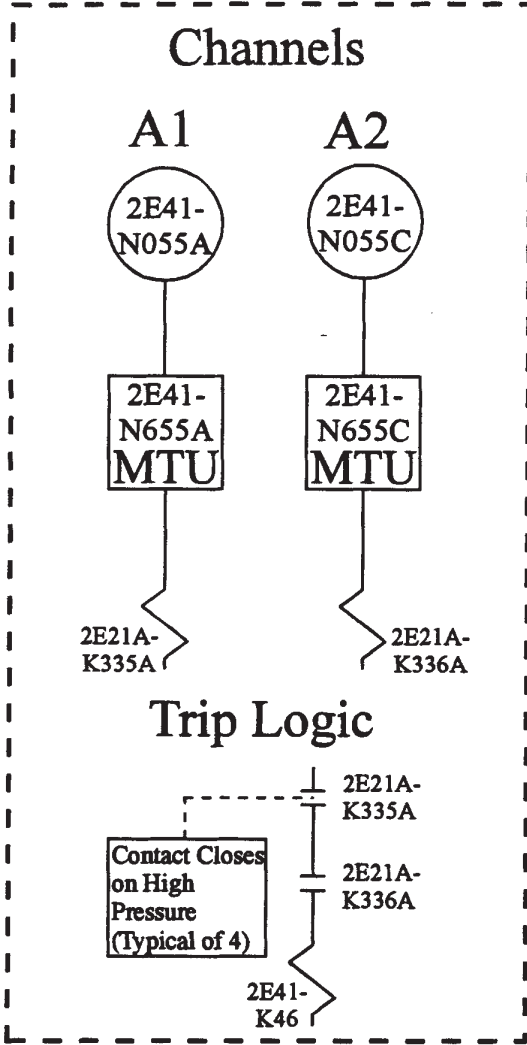 Channels
A1
A2
2E41-
N055A
2E41-
N055C
2E41-
N655A
MTU
2E41-
N655C
MTU
2E21A-
K335A
2E21A-
K336A
Trip Logic
2E21A-
K335A
Contact Closes
on High
Pressure
(Typical of 4)
2E21A-
K336A
2E41-
K46